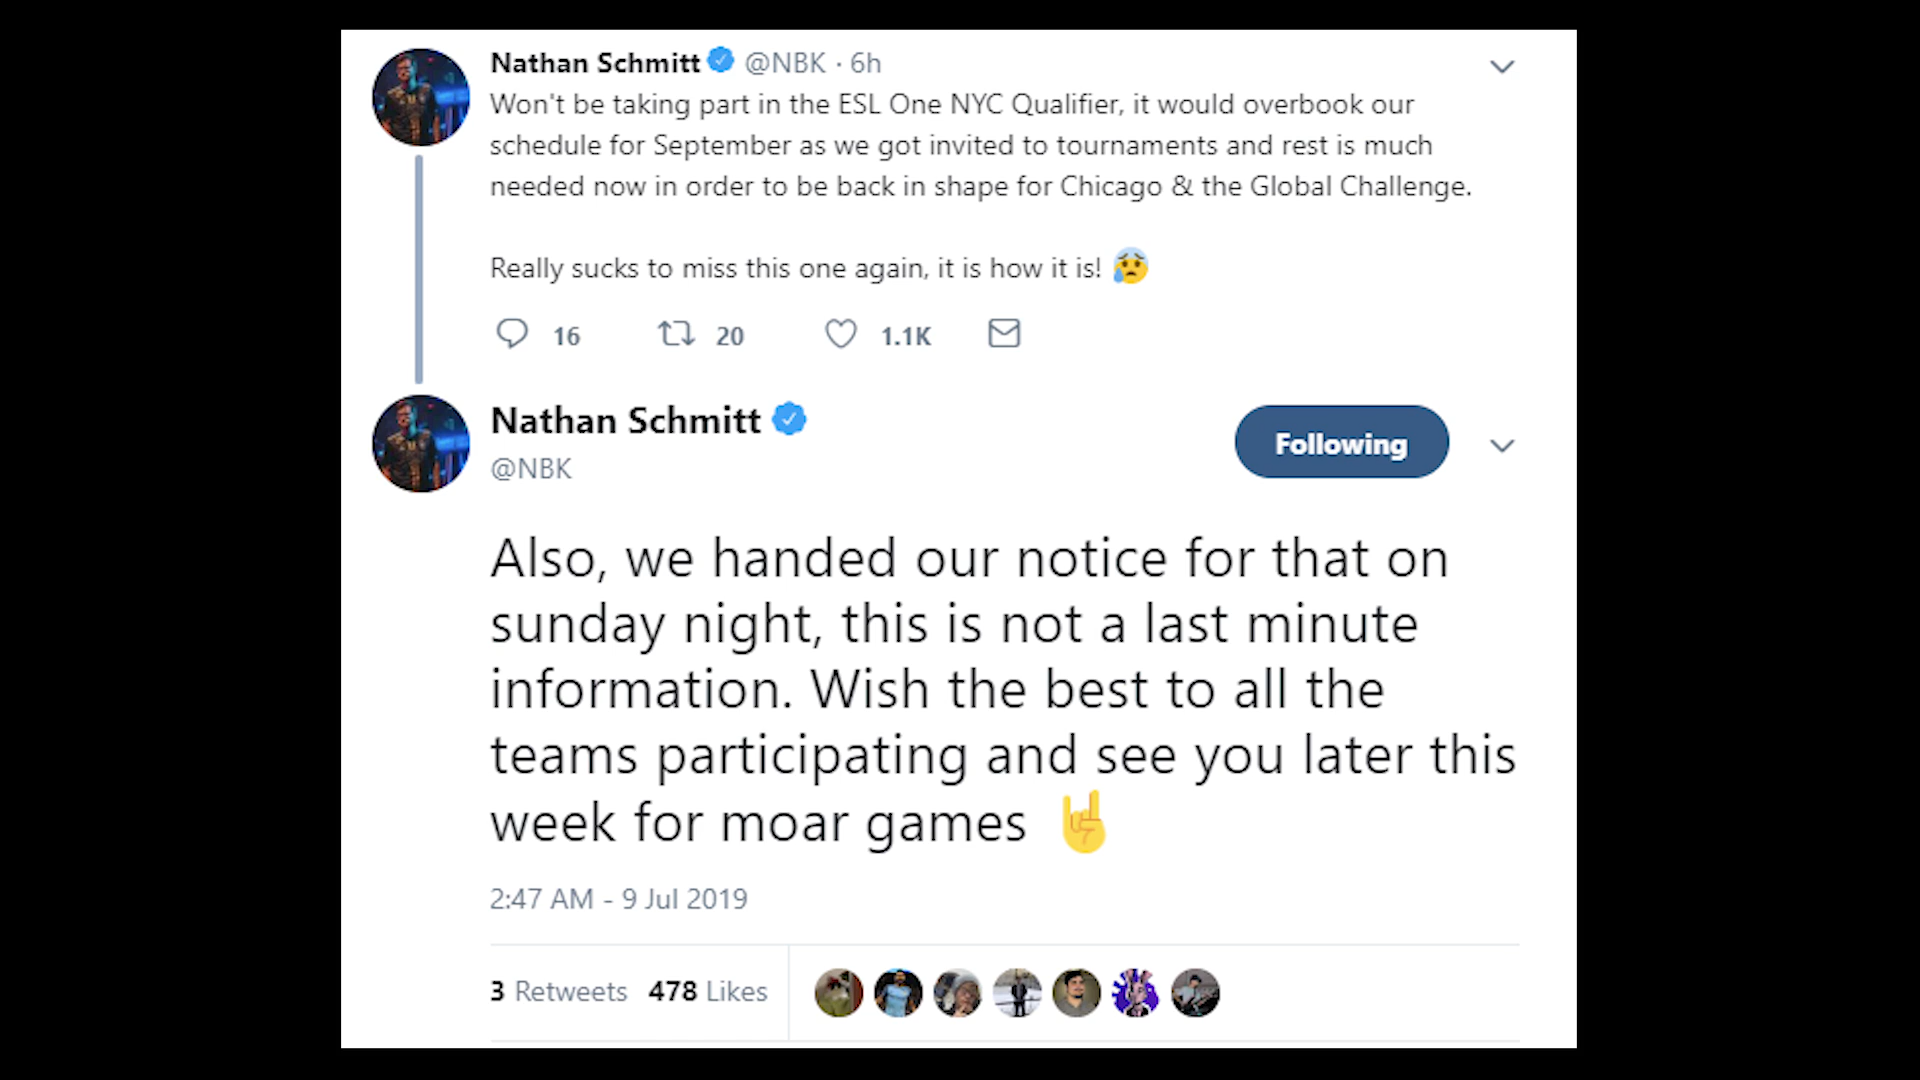 Nathan Schmitt @NBK · 6h
Won't be taking part in the ESL One NYC Qualifier, it would overbook our
schedule for September as we got invited to tournaments and rest is much
needed now in order to be back in shape for Chicago & the Global Challenge.
Really sucks to miss this one again, it is how it is! 😰
16 20 1.1K
Nathan Schmitt
@NBK
Following
Also, we handed our notice for that on
sunday night, this is not a last minute
information. Wish the best to all the
teams participating and see you later this
week for moar games 🤘
2:47 AM - 9 Jul 2019
3 Retweets 478 Likes